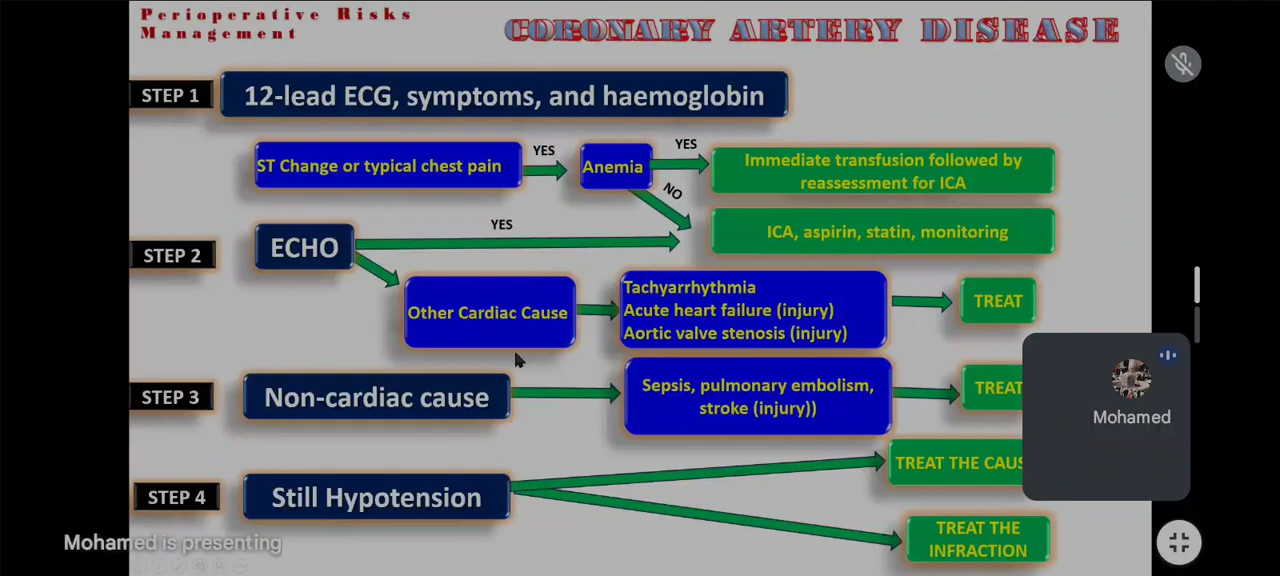 Perioperative Risks
Management
CORONARY ARTERY DISEASE
STEP 1
12-lead ECG, symptoms, and haemoglobin
ST Change or typical chest pain
YES
Anemia
YES
NO
Immediate transfusion followed by
reassessment for ICA
STEP 2
ECHO
YES
ICA, aspirin, statin, monitoring
Other Cardiac Cause
Tachyarrhythmia
Acute heart failure (injury)
Aortic valve stenosis (injury)
TREAT
STEP 3
Non-cardiac cause
Sepsis, pulmonary embolism,
stroke (injury))
TREAT
Mohamed
STEP 4
Still Hypotension
TREAT THE
TREAT THE
INFRACTION
Mohamed is presenting